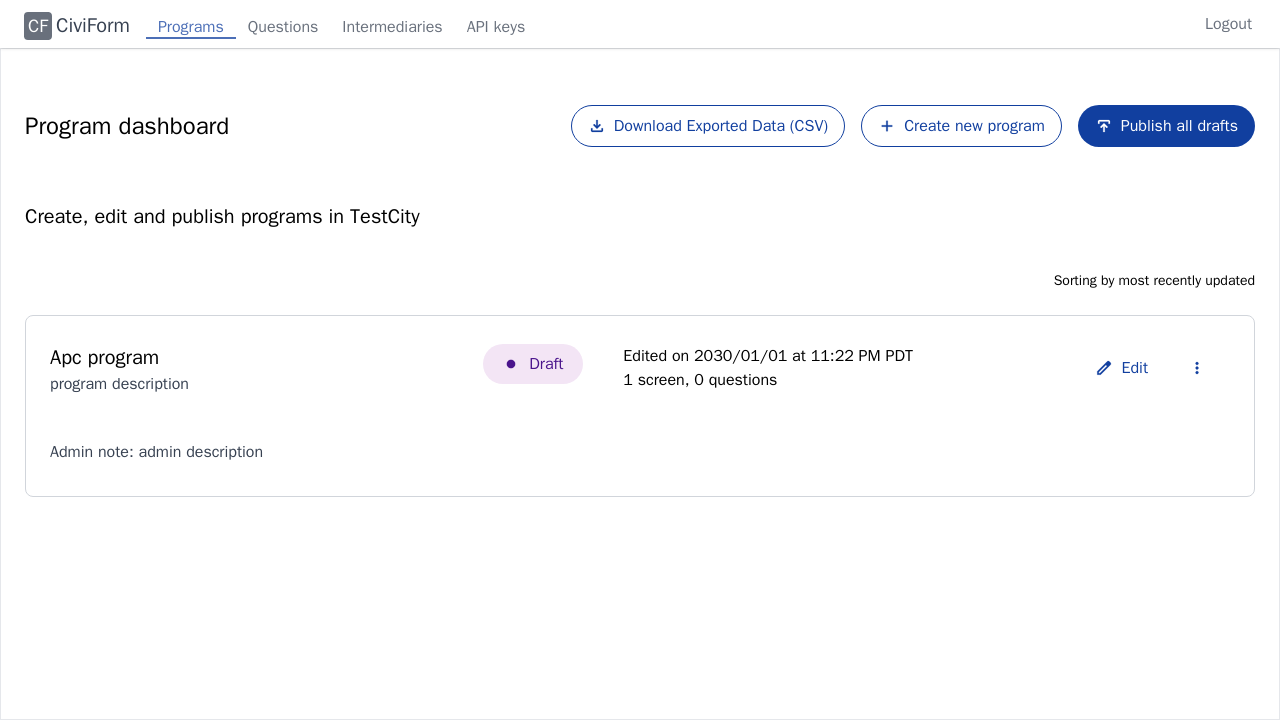 CF CiviForm Programs Questions Intermediaries API keys Logout
Program dashboard
Download Exported Data (CSV)
Create new program
Publish all drafts
Create, edit and publish programs in TestCity
Sorting by most recently updated
Apc program
program description
Draft
Edited on 2030/01/01 at 11:22 PM PDT
1 screen, 0 questions
Edit
Admin note: admin description